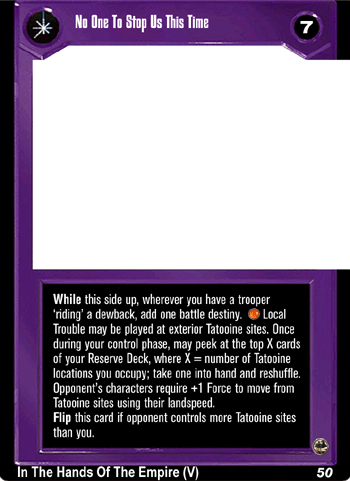 No One To Stop Us This Time
7
While this side up, wherever you have a trooper
'riding' a dewback, add one battle destiny. Local
Trouble may be played at exterior Tatooine sites. Once
during your control phase, may peek at the top X cards
of your Reserve Deck, where X = number of Tatooine
locations you occupy; take one into hand and reshuffle.
Opponent's characters require +1 Force to move from
Tatooine sites using their landspeed.
Flip this card if opponent controls more Tatooine sites
than you.
In The Hands Of The Empire (V)
50